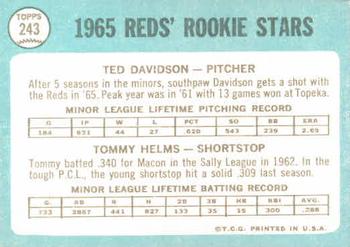 TOPPS
243
1965 REDS' ROOKIE STARS
TED DAVIDSON — PITCHER
After 5 seasons in the minors, southpaw Davidson gets a shot with
the Reds in '65. Peak year was in '61 with 13 games won at Topeka.
MINOR LEAGUE LIFETIME PITCHING RECORD
G IP W L PCT SO BB ERA
184 831 44 27 620 543 239 2.65
TOMMY HELMS — SHORTSTOP
Tommy batted .340 for Macon in the Sally League in 1962. In the
tough P.C.L., the young shortstop hit a solid .309 last season.
MINOR LEAGUE LIFETIME BATTING RECORD
G AB R H 2B 3B HR RBI AVG.
733 2887 441 827 133 35 15 300 .286
©T.C.G. PRINTED IN U.S.A.